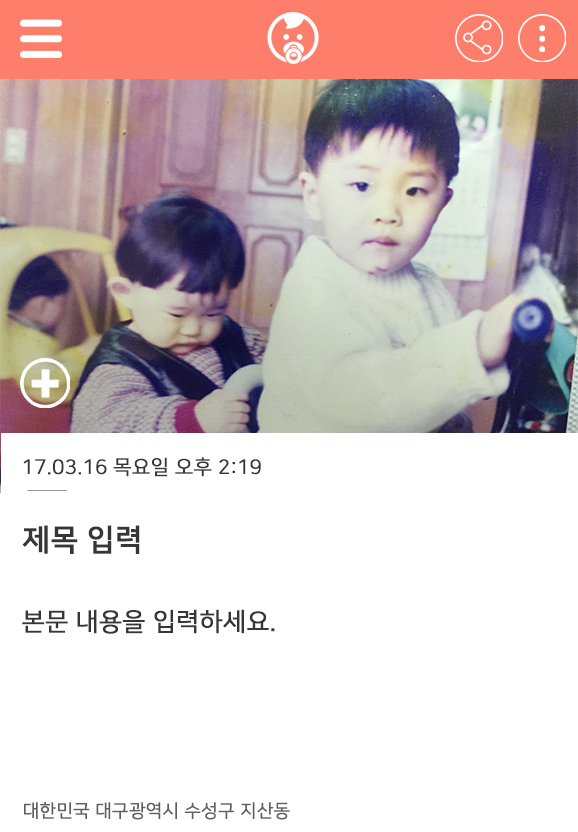 17.03.16 목요일 오후 2:19
제목 입력
본문 내용을 입력하세요.
대한민국 대구광역시 수성구 지산동